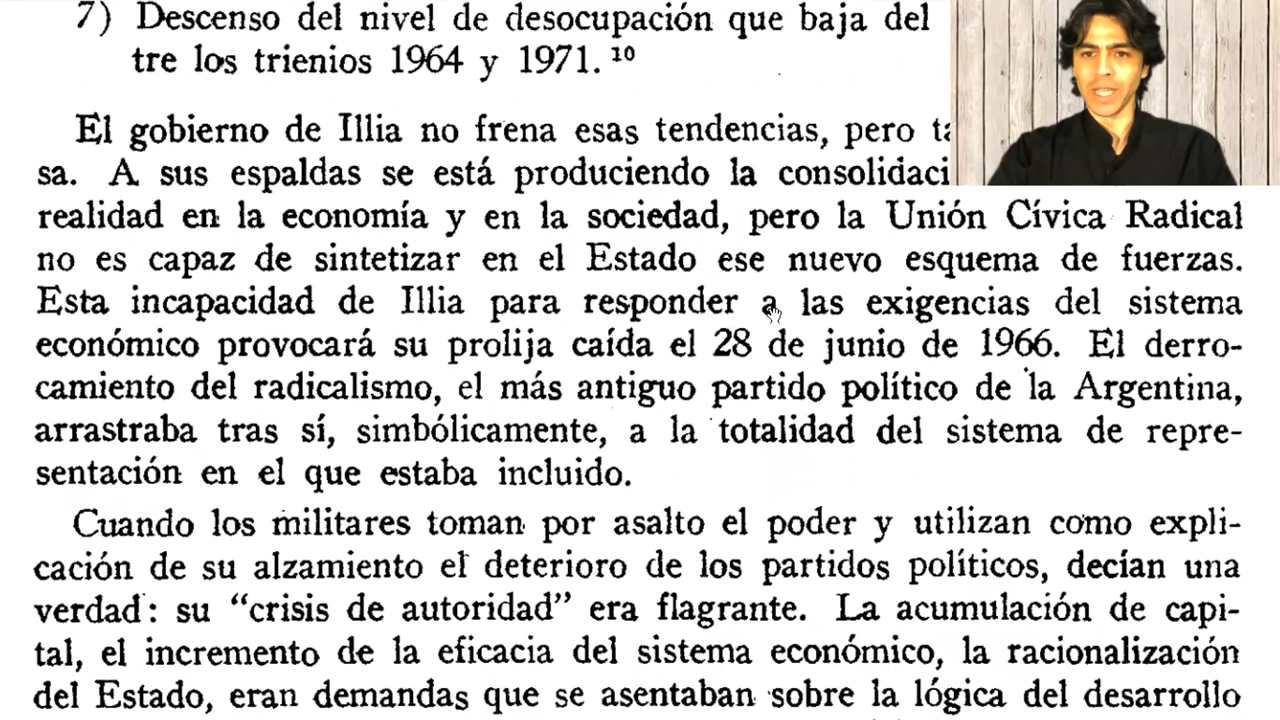 7) Descenso del nivel de desocupación que baja del
tre los trienios 1964 y 1971. ¹⁰
El gobierno de Illia no frena esas tendencias, pero
sa. A sus espaldas se está produciendo la
realidad en la economía y en la sociedad, pero la Unión Cívica Radical
no es capaz de sintetizar en el Estado ese nuevo esquema de fuerzas.
Esta incapacidad de Illia para responder a las exigencias del sistema
económico provocará su prolija caída el 28 de junio de 1966. El derro-
camiento del radicalismo, el más antiguo partido político de la Argentina,
arrastraba tras sí, simbólicamente, a la totalidad del sistema de repre-
sentación en el que estaba incluido.
Cuando los militares toman por asalto el poder y utilizan como expli-
cación de su alzamiento el deterioro de los partidos políticos, decían una
verdad: su “crisis de autoridad” era flagrante. La acumulación de capi-
tal, el incremento de la eficacia del sistema económico, la racionalización
del Estado, eran demandas que se asentaban sobre la lógica del desarrollo